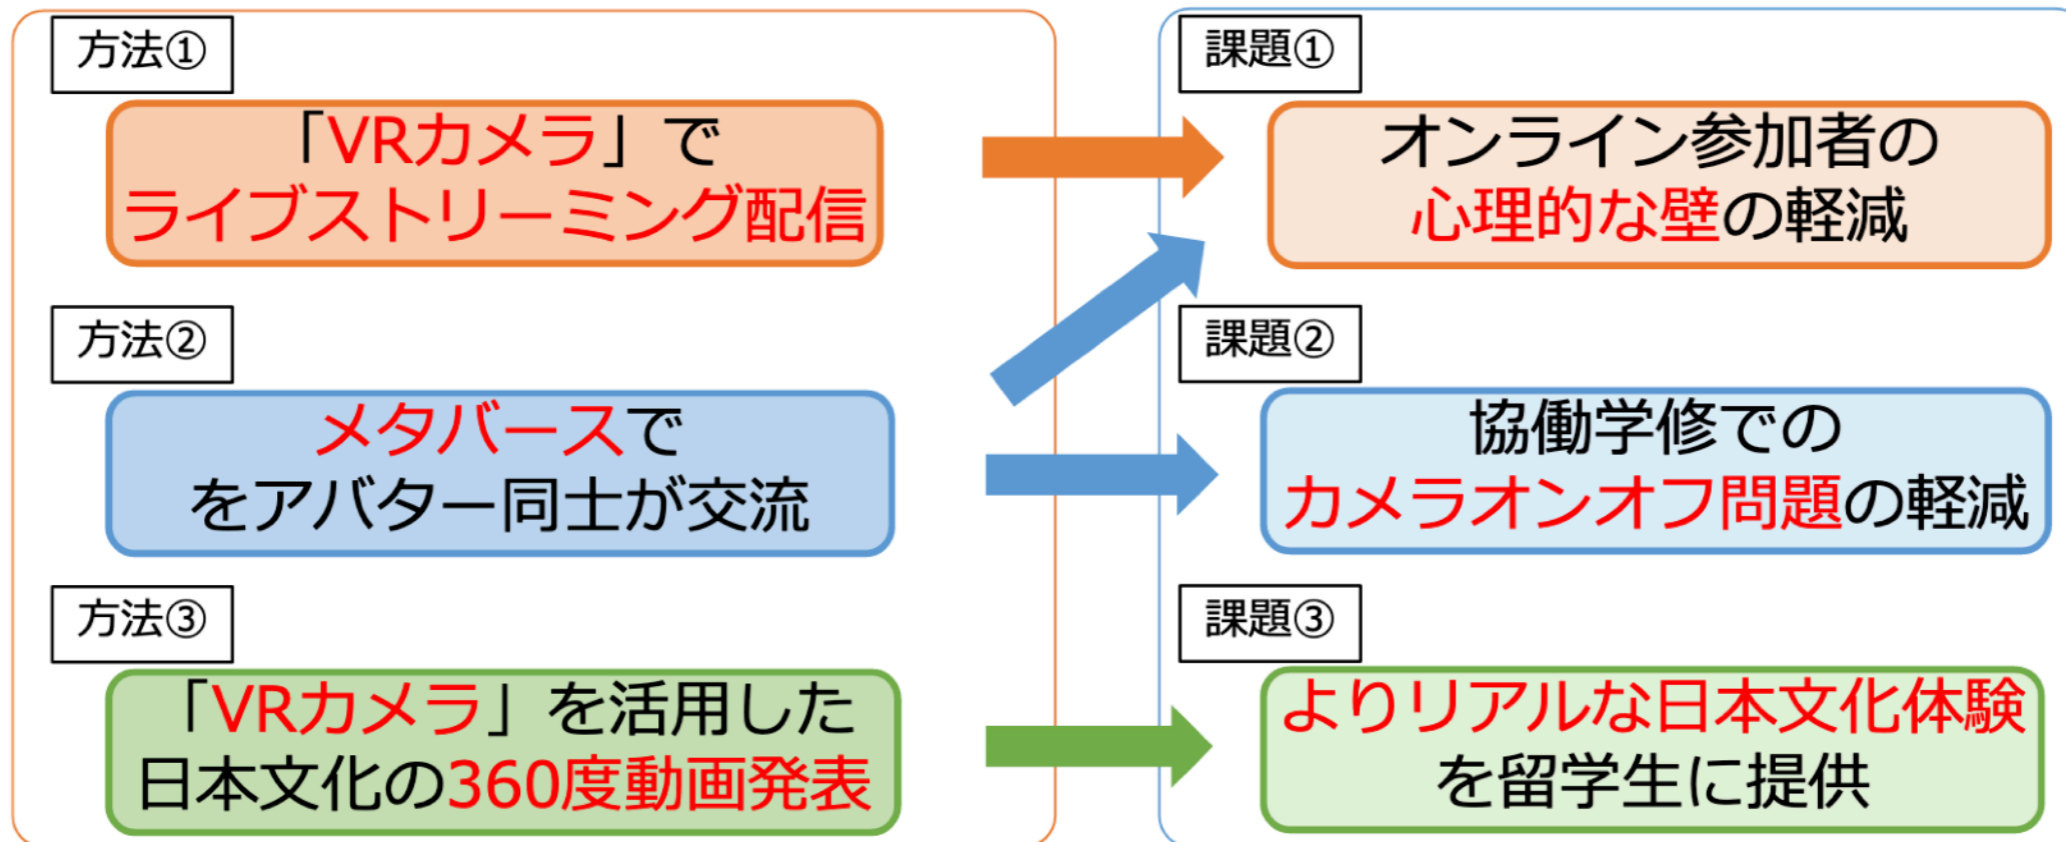 方法①
「VRカメラ」で
ライブストリーミング配信
方法②
メタバースで
をアバター同士が交流
方法③
「VRカメラ」を活用した
日本文化の360度動画発表
課題①
オンライン参加者の
心理的な壁の軽減
課題②
協働学修での
カメラオンオフ問題の軽減
課題③
よりリアルな日本文化体験
を留学生に提供